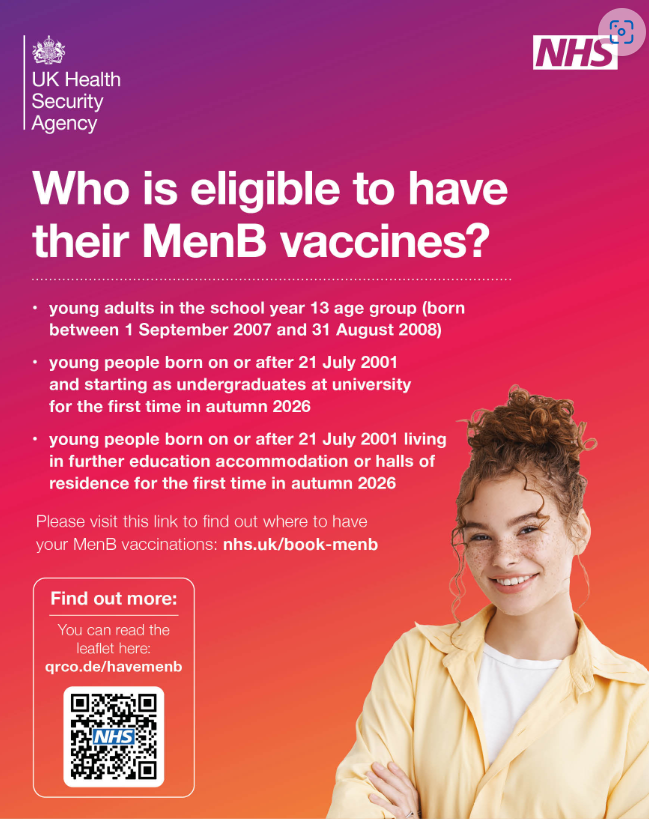 UK Health
Security
Agency
NHS
Who is eligible to have
their MenB vaccines?
• young adults in the school year 13 age group (born
between 1 September 2007 and 31 August 2008)
• young people born on or after 21 July 2001
and starting as undergraduates at university
for the first time in autumn 2026
• young people born on or after 21 July 2001 living
in further education accommodation or halls of
residence for the first time in autumn 2026
Please visit this link to find out where to have
your MenB vaccinations: nhs.uk/book-menb
Find out more:
You can read the
leaflet here:
qrco.de/havemenb
NHS